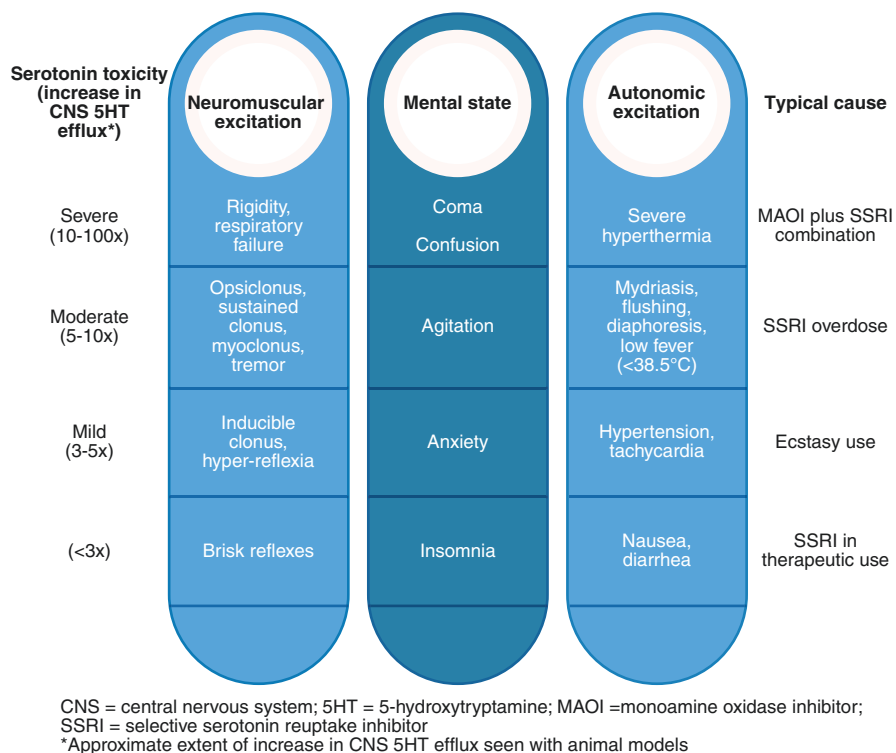 Serotonin toxicity
(increase in
CNS 5HT
efflux*)
Neuromuscular
excitation
Mental state
Autonomic
excitation
Typical cause
Severe
(10-100x)
Rigidity,
respiratory
failure
Coma
Confusion
Severe
hyperthermia
MAOI plus SSRI
combination
Moderate
(5-10x)
Opsiclonus,
sustained
clonus,
myoclonus,
tremor
Agitation
Mydriasis,
flushing,
diaphoresis,
low fever
(<38.5°C)
SSRI overdose
Mild
(3-5x)
Inducible
clonus,
hyper-reflexia
Anxiety
Hypertension,
tachycardia
Ecstasy use
(<3x)
Brisk reflexes
Insomnia
Nausea,
diarrhea
SSRI in
therapeutic use
CNS = central nervous system; 5HT = 5-hydroxytryptamine; MAOI =monoamine oxidase inhibitor;
SSRI = selective serotonin reuptake inhibitor
*Approximate extent of increase in CNS 5HT efflux seen with animal models